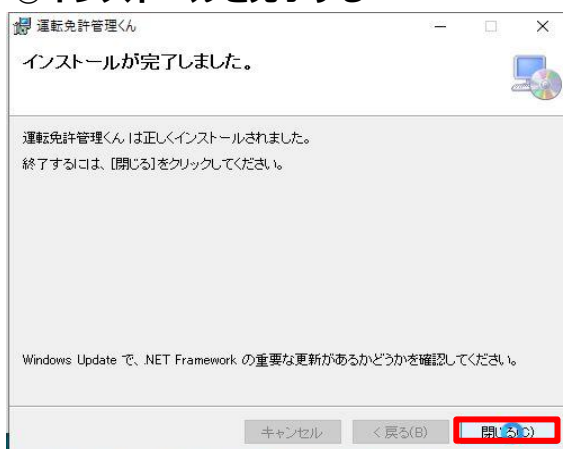 運転免許管理くん
インストールが完了しました。
運転免許管理くん は正しくインストールされました。
終了するには、[閉じる]をクリックしてください。
Windows Update で、.NET Framework の重要な更新があるかどうかを確認してください。
キャンセル
< 戻る(B)
閉じる(C)